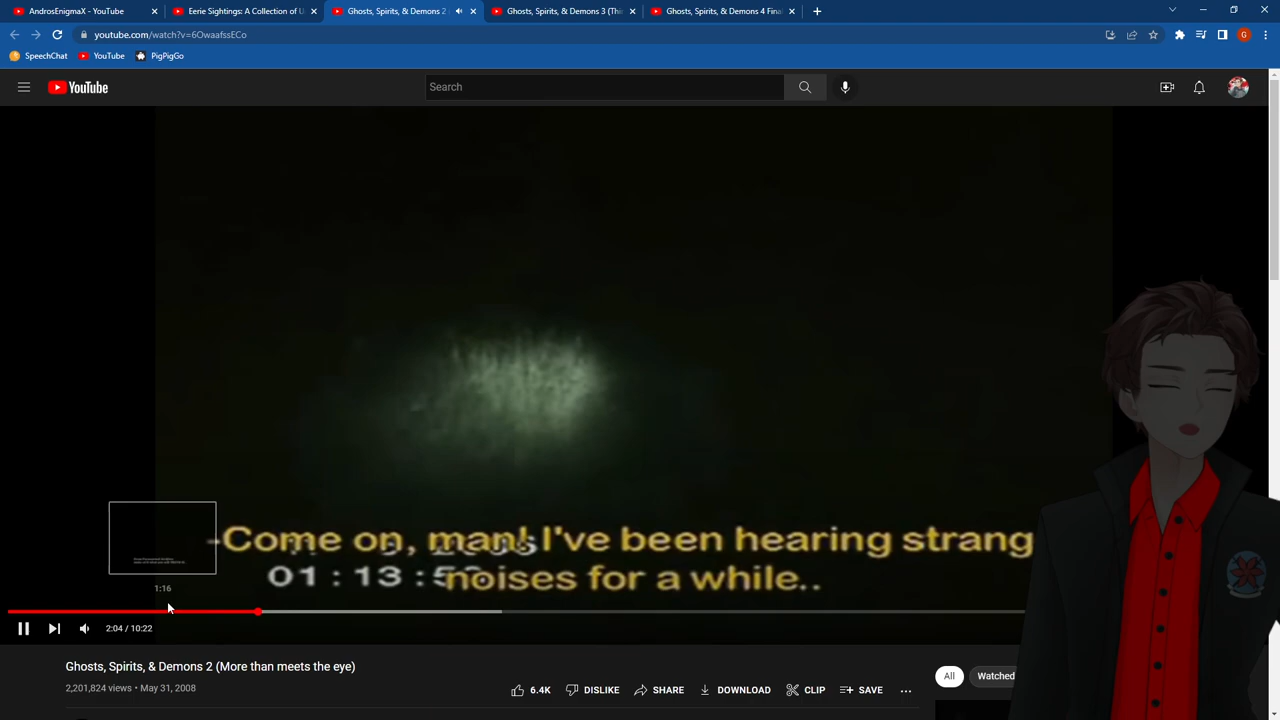 AndrosEnigmaX - YouTube
Eerie Sightings: A Collection of U
Ghosts, Spirits, & Demons 2
Ghosts, Spirits, & Demons 3 (Thi
Ghosts, Spirits, & Demons 4 Fina
youtube.com/watch?v=6OwaafssECo
G
SpeechChat
YouTube
PigPigGo
YouTube
Search
-Come on, man! I've been hearing strang
01:13:5
noises for a while..
1:16
2:04 / 10:22
Ghosts, Spirits, & Demons 2 (More than meets the eye)
2,201,824 views • May 31, 2008
6.4K
DISLIKE
SHARE
DOWNLOAD
CLIP
SAVE
All
Watched